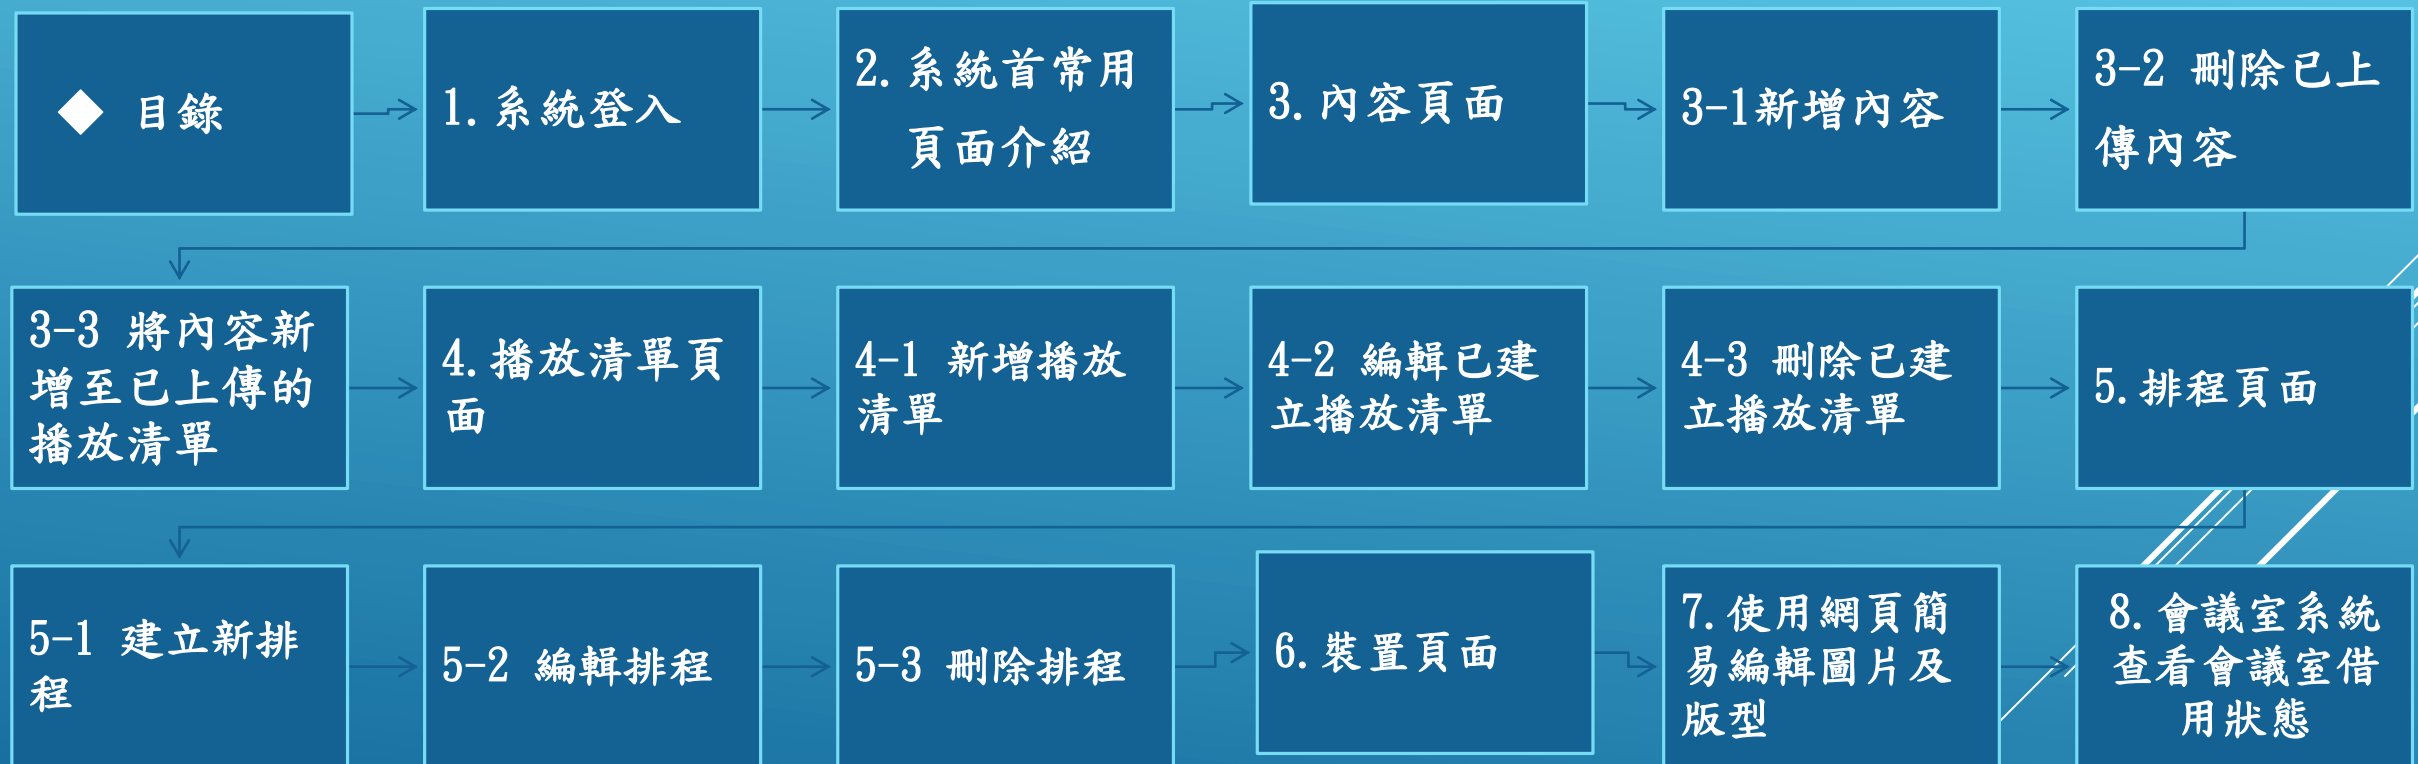 ◆ 目錄
1.系統登入
2.系統首常用
頁面介紹
3.內容頁面
3-1新增內容
3-2 刪除已上
傳內容
3-3 將內容新
增至已上傳的
播放清單
4.播放清單頁
面
4-1 新增播放
清單
4-2 編輯已建
立播放清單
4-3 刪除已建
立播放清單
5.排程頁面
5-1 建立新排
程
5-2 編輯排程
5-3 刪除排程
6.裝置頁面
7.使用網頁簡
易編輯圖片及
版型
8.會議室系統
查看會議室借
用狀態